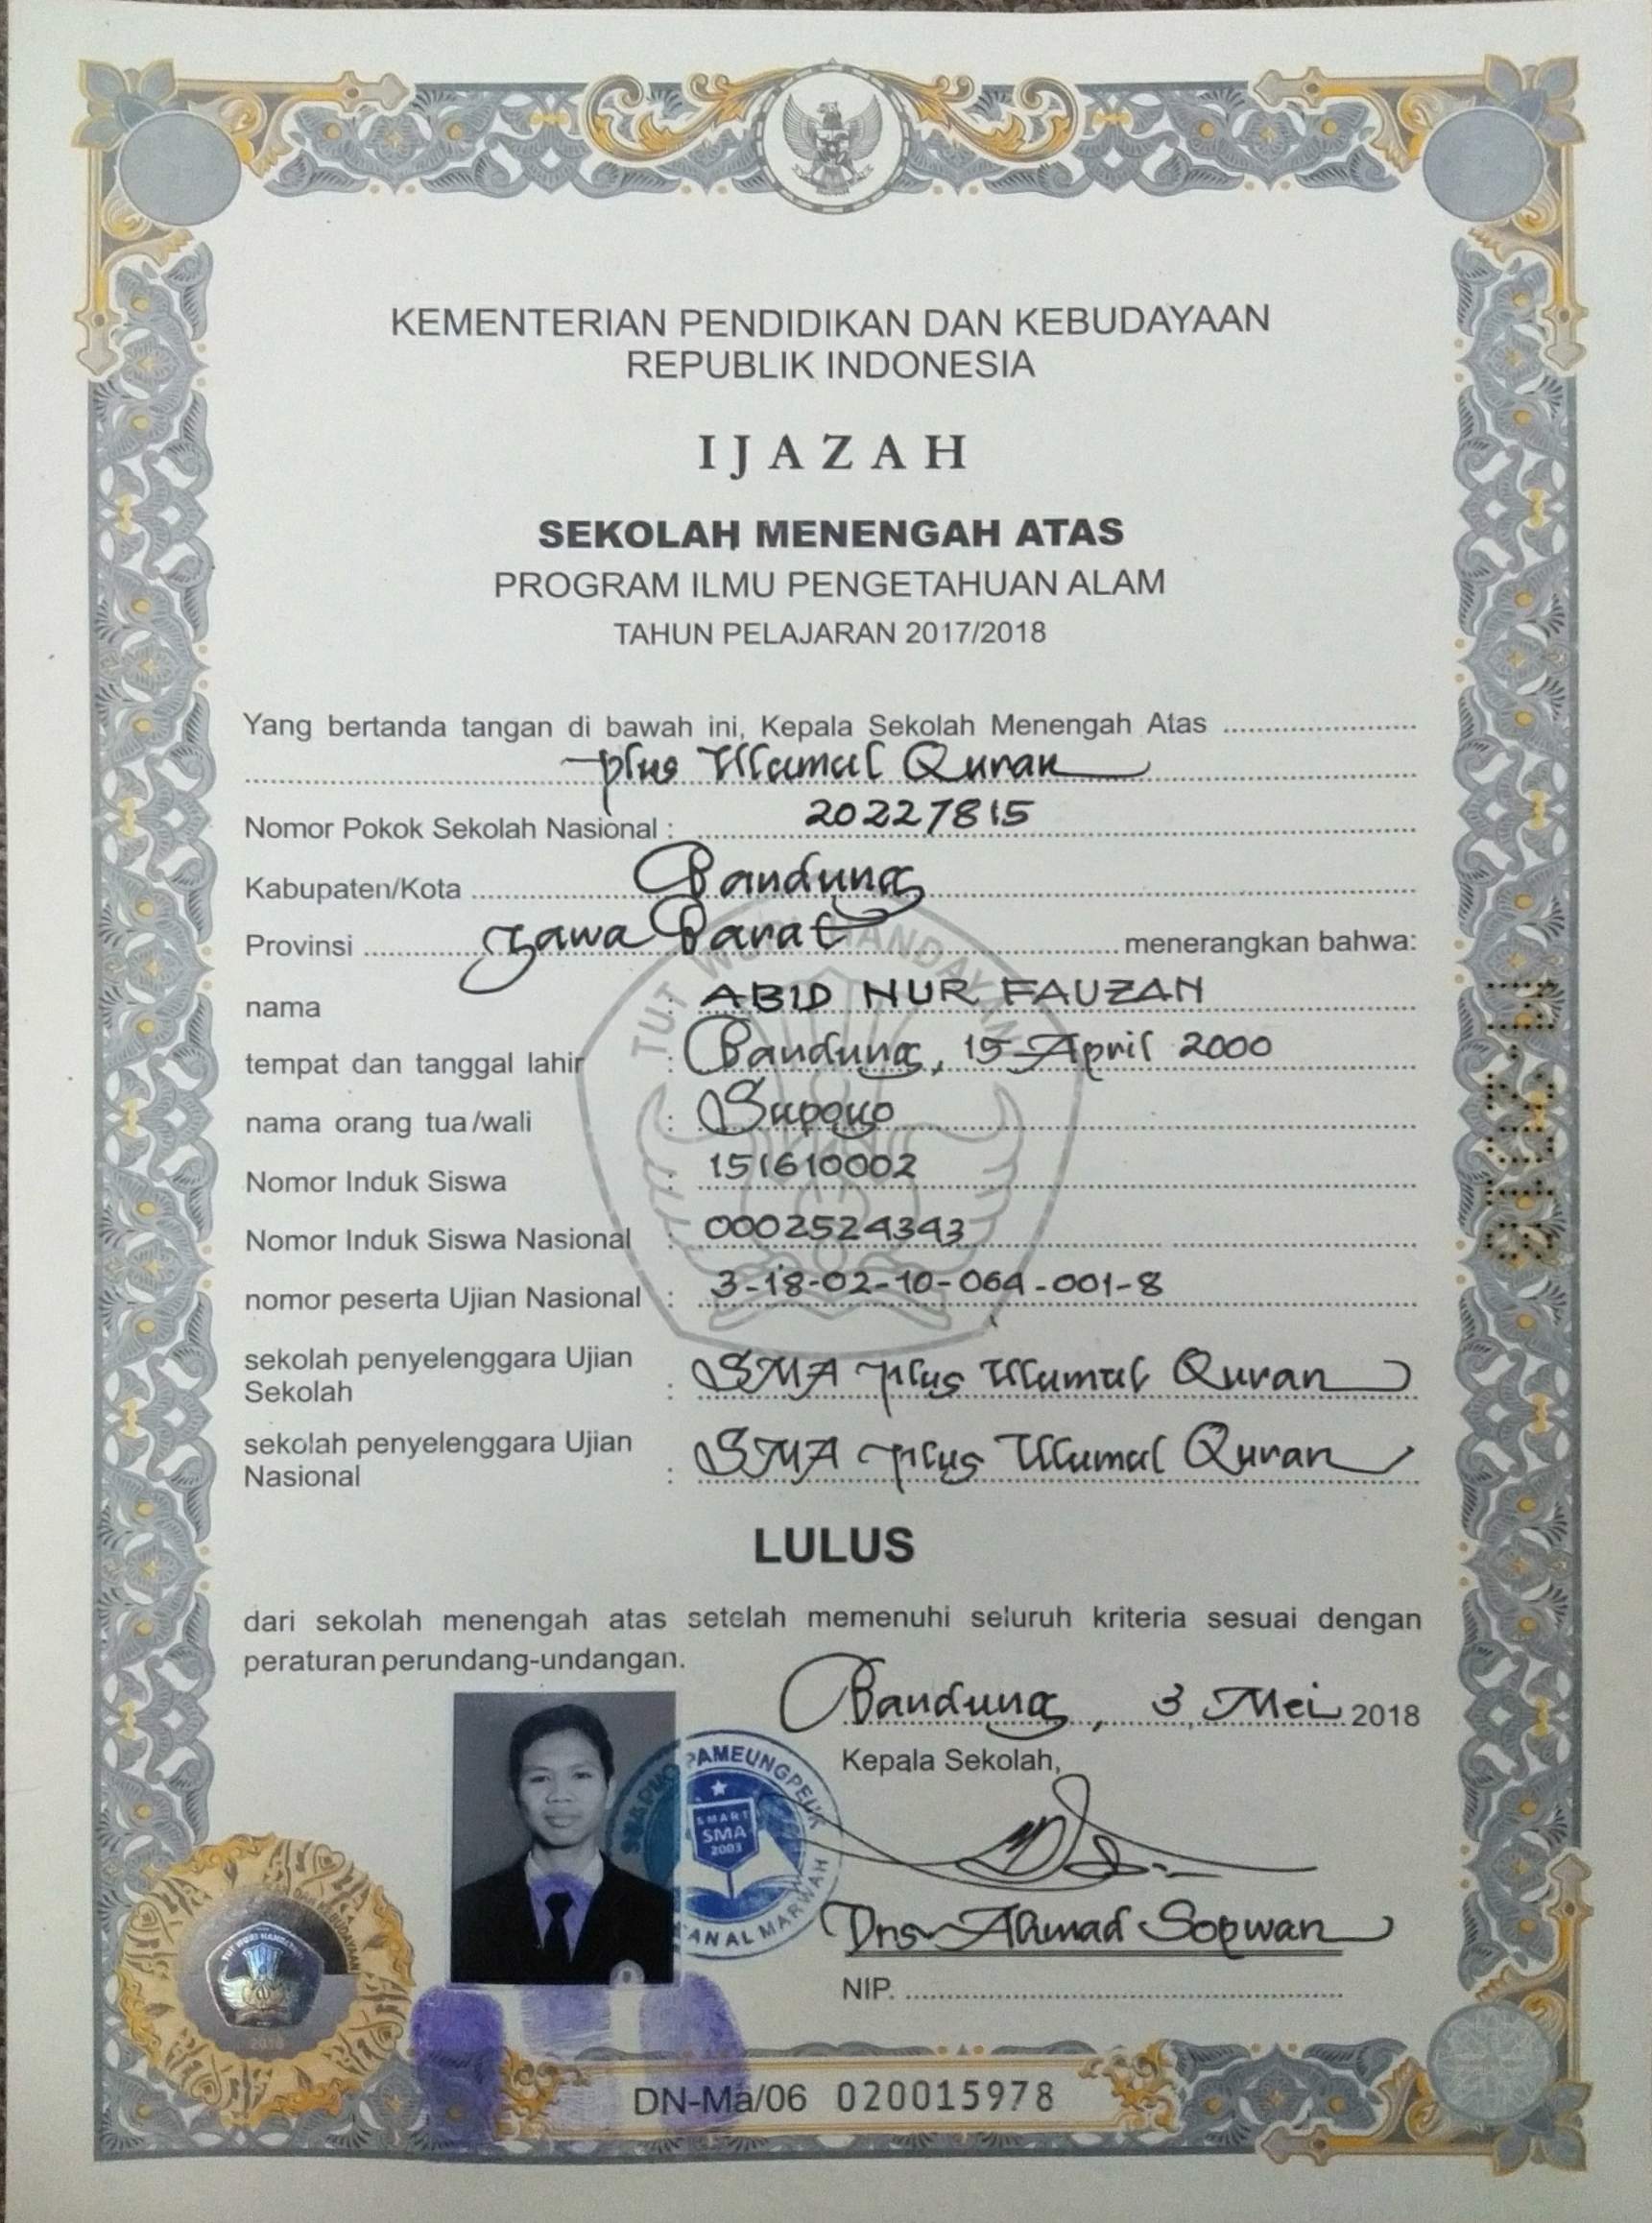 KEMENTERIAN PENDIDIKAN DAN KEBUDAYAAN
REPUBLIK INDONESIA
IJAZAH
SEKOLAH MENENGAH ATAS
PROGRAM ILMU PENGETAHUAN ALAM
TAHUN PELAJARAN 2017/2018
Yang bertanda tangan di bawah ini, Kepala Sekolah Menengah Atas
plus Ulumul Quran
Nomor Pokok Sekolah Nasional : 20227815
Kabupaten/Kota Bandung
Provinsi Jawa Barat menerangkan bahwa:
nama : ABID NUR FAUZAN
tempat dan tanggal lahir : Bandung, 15 April 2000
nama orang tua/wali : Supoyo
Nomor Induk Siswa : 151610002
Nomor Induk Siswa Nasional : 0002524343
nomor peserta Ujian Nasional : 3-18-02-10-064-001-8
sekolah penyelenggara Ujian
Sekolah : SMA plus Ulumul Quran
sekolah penyelenggara Ujian
Nasional : SMA plus Ulumul Quran
LULUS
dari sekolah menengah atas setelah memenuhi seluruh kriteria sesuai dengan
peraturan perundang-undangan.
Bandung, 3 Mei 2018
Kepala Sekolah,
PAMEUNGPEUK
SMART
SMA
2003
AL MARWAH
Drs. Ahmad Sopwan
NIP.
TUT WURI HANDAYANI
2018
DN-Ma/06 020015978